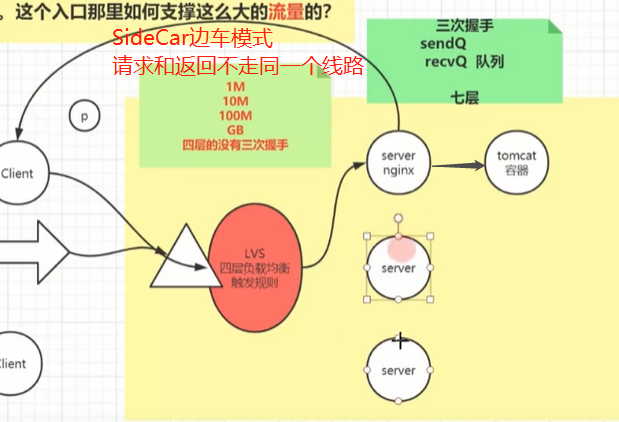 。这个入口那里如何支撑这么大的流量的?
SideCar边车模式
请求和返回不走同一个线路
三次握手
sendQ
recvQ 队列
七层
1M
10M
100M
GB
四层的没有三次握手
p
Client
server
nginx
tomcat
容器
LVS
四层负载均衡
触发规则
server
Client
server